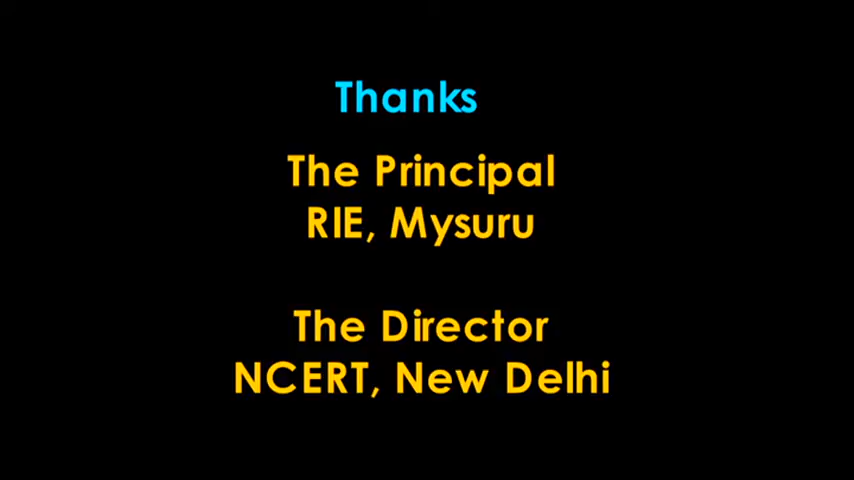 Thanks
The Principal
RIE, Mysuru
The Director
NCERT, New Delhi